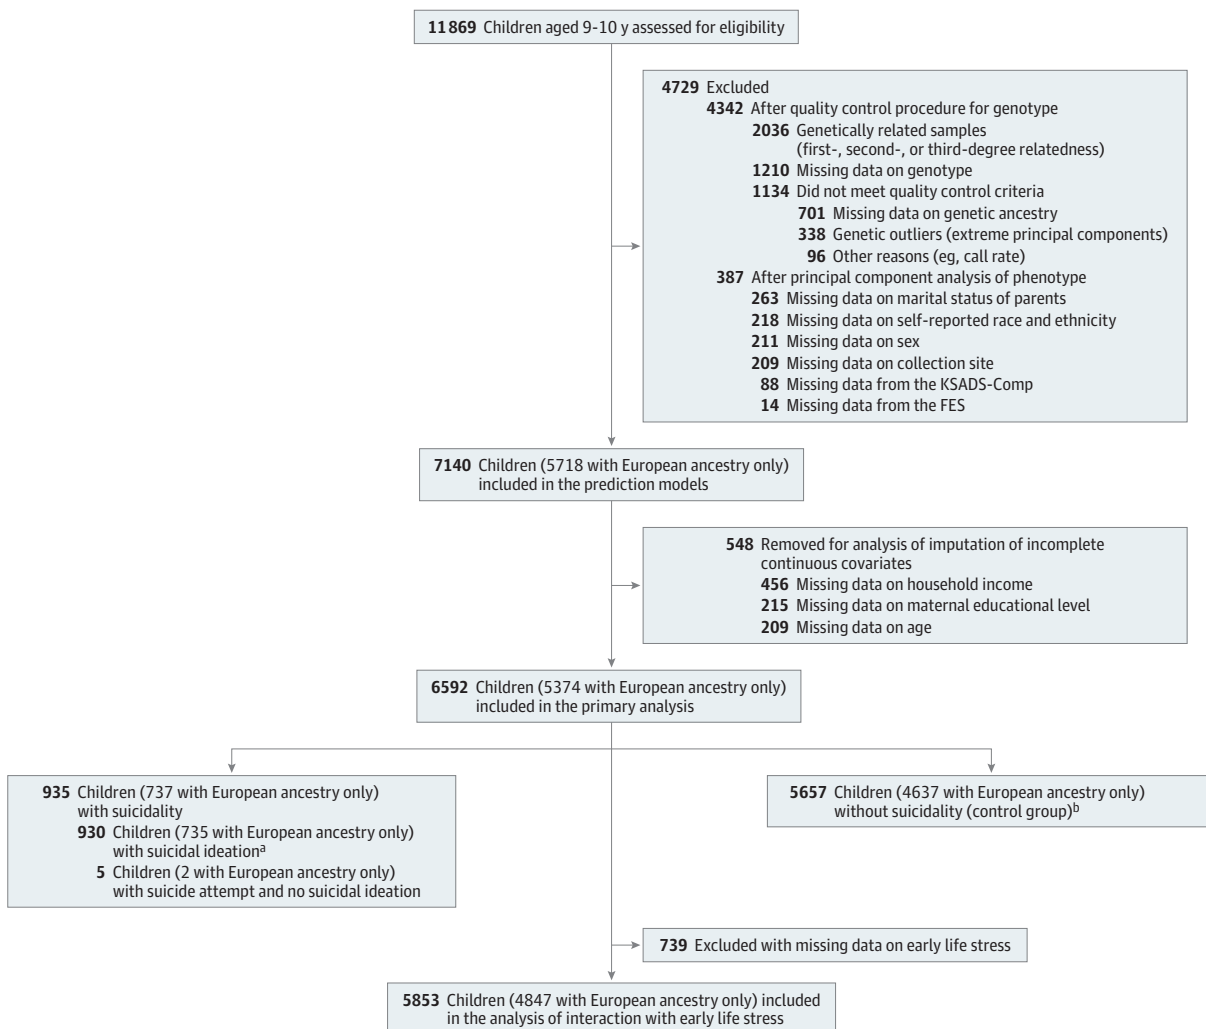 11 869 Children aged 9-10 y assessed for eligibility
4729 Excluded
4342 After quality control procedure for genotype
2036 Genetically related samples
(first-, second-, or third-degree relatedness)
1210 Missing data on genotype
1134 Did not meet quality control criteria
701 Missing data on genetic ancestry
338 Genetic outliers (extreme principal components)
96 Other reasons (eg, call rate)
387 After principal component analysis of phenotype
263 Missing data on marital status of parents
218 Missing data on self-reported race and ethnicity
211 Missing data on sex
209 Missing data on collection site
88 Missing data from the KSADS-Comp
14 Missing data from the FES
7140 Children (5718 with European ancestry only)
included in the prediction models
548 Removed for analysis of imputation of incomplete
continuous covariates
456 Missing data on household income
215 Missing data on maternal educational level
209 Missing data on age
6592 Children (5374 with European ancestry only)
included in the primary analysis
935 Children (737 with European ancestry only)
with suicidality
930 Children (735 with European ancestry only)
with suicidal ideationᵃ
5 Children (2 with European ancestry only)
with suicide attempt and no suicidal ideation
5657 Children (4637 with European ancestry only)
without suicidality (control group)ᵇ
739 Excluded with missing data on early life stress
5853 Children (4847 with European ancestry only) included
in the analysis of interaction with early life stress